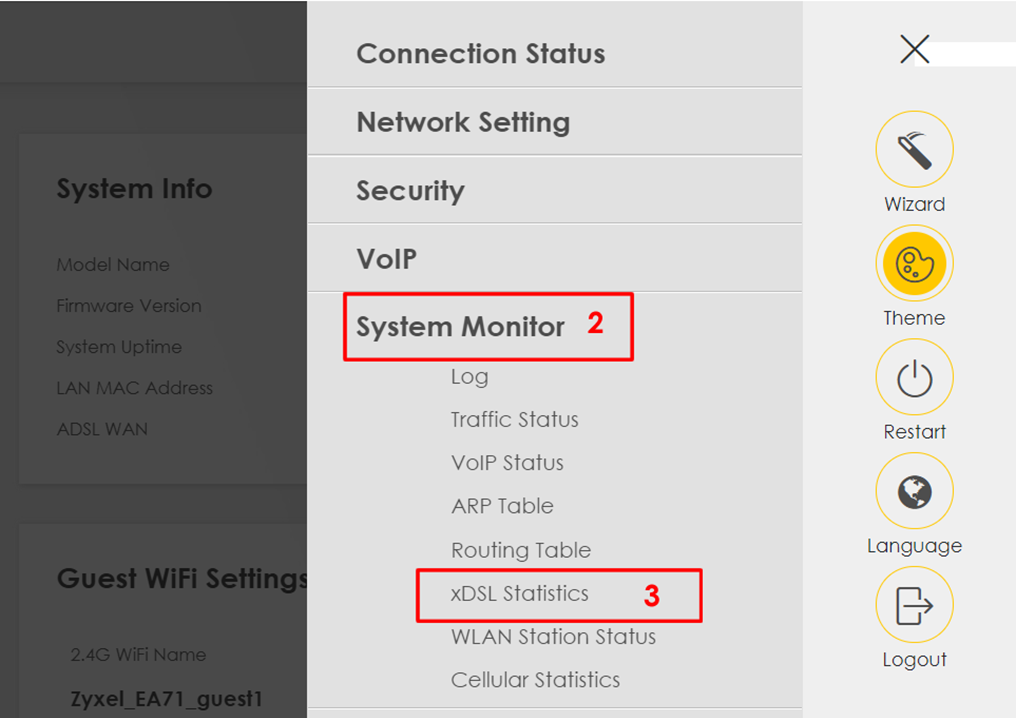 Connection Status
Network Setting
Security
VoIP
System Monitor 2
Log
Traffic Status
VoIP Status
ARP Table
Routing Table
xDSL Statistics 3
WLAN Station Status
Cellular Statistics
System Info
Model Name
Firmware Version
System Uptime
LAN MAC Address
ADSL WAN
Guest WiFi Settings
2.4G WiFi Name
Zyxel_EA71_guest1
Wizard
Theme
Restart
Language
Logout